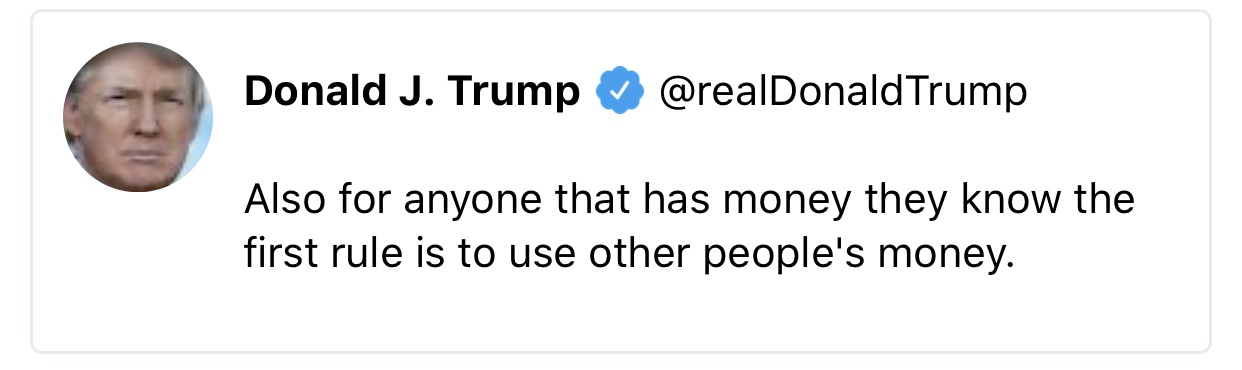 Donald J. Trump @realDonaldTrump
Also for anyone that has money they know the
first rule is to use other people's money.